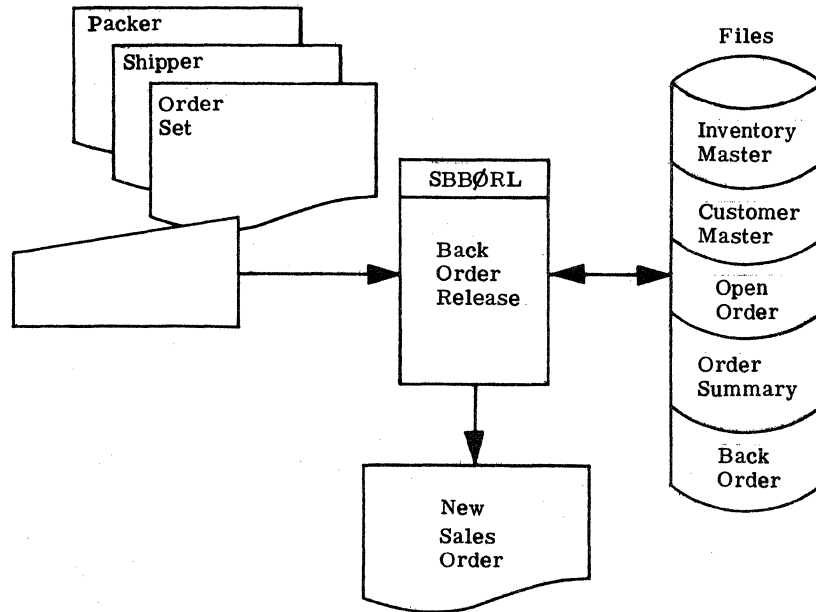 Packer
Shipper
Order
Set
SBBØRL
Back
Order
Release
New
Sales
Order
Files
Inventory
Master
Customer
Master
Open
Order
Order
Summary
Back
Order